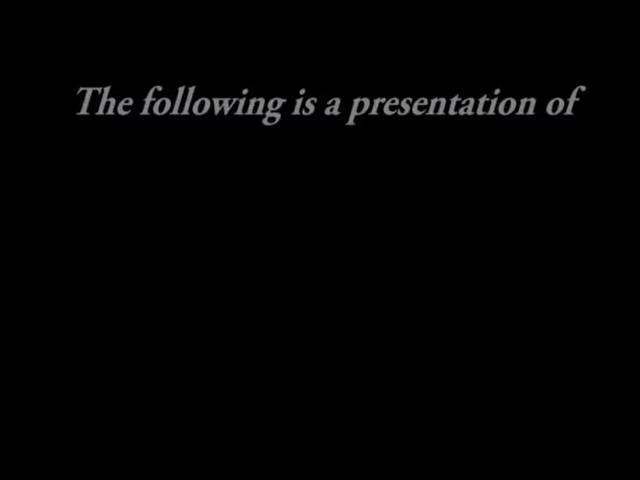 The following is a presentation of